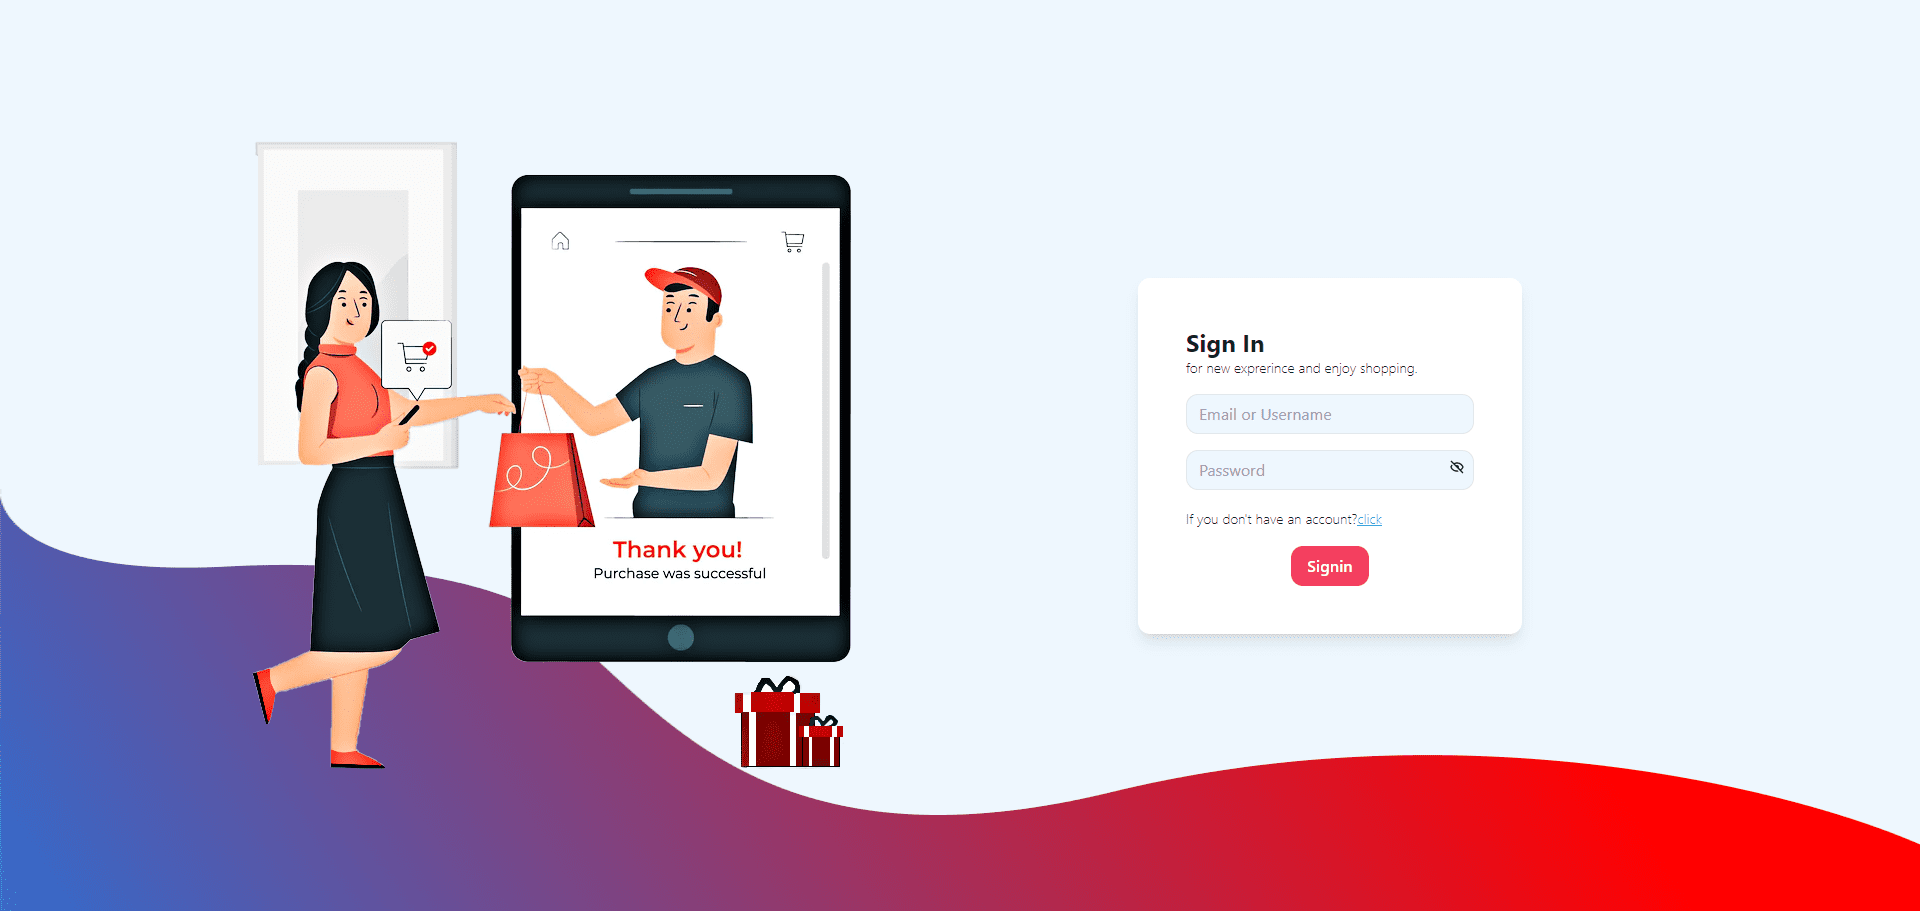 Thank you!
Purchase was successful
Sign In
for new exprerince and enjoy shopping.
Email or Username
Password
If you don't have an account?click
Signin